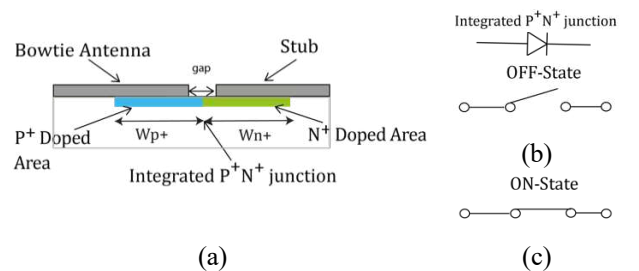 Bowtie Antenna
Stub
gap
P+ Doped
Area
Wp+
Wn+
N+ Doped Area
Integrated P+N+ junction
(a)
Integrated P+N+ junction
OFF-State
(b)
ON-State
(c)